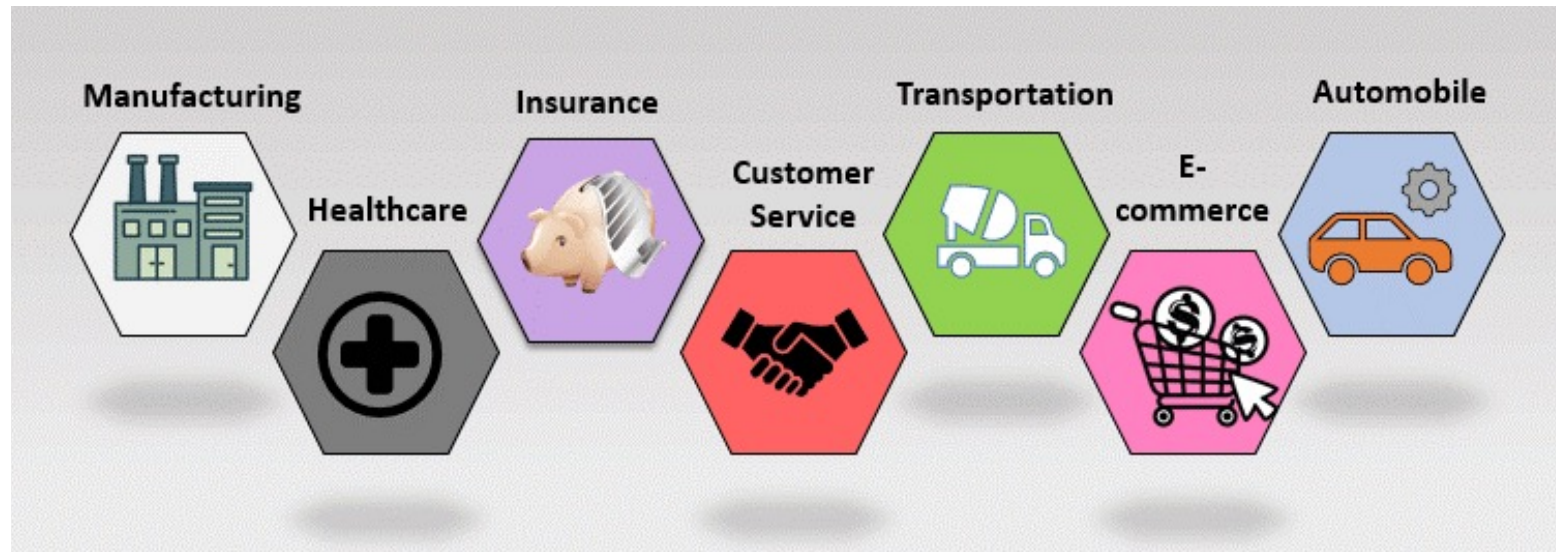 Manufacturing
Healthcare
Insurance
Customer
Service
Transportation
E-
commerce
Automobile
$
$